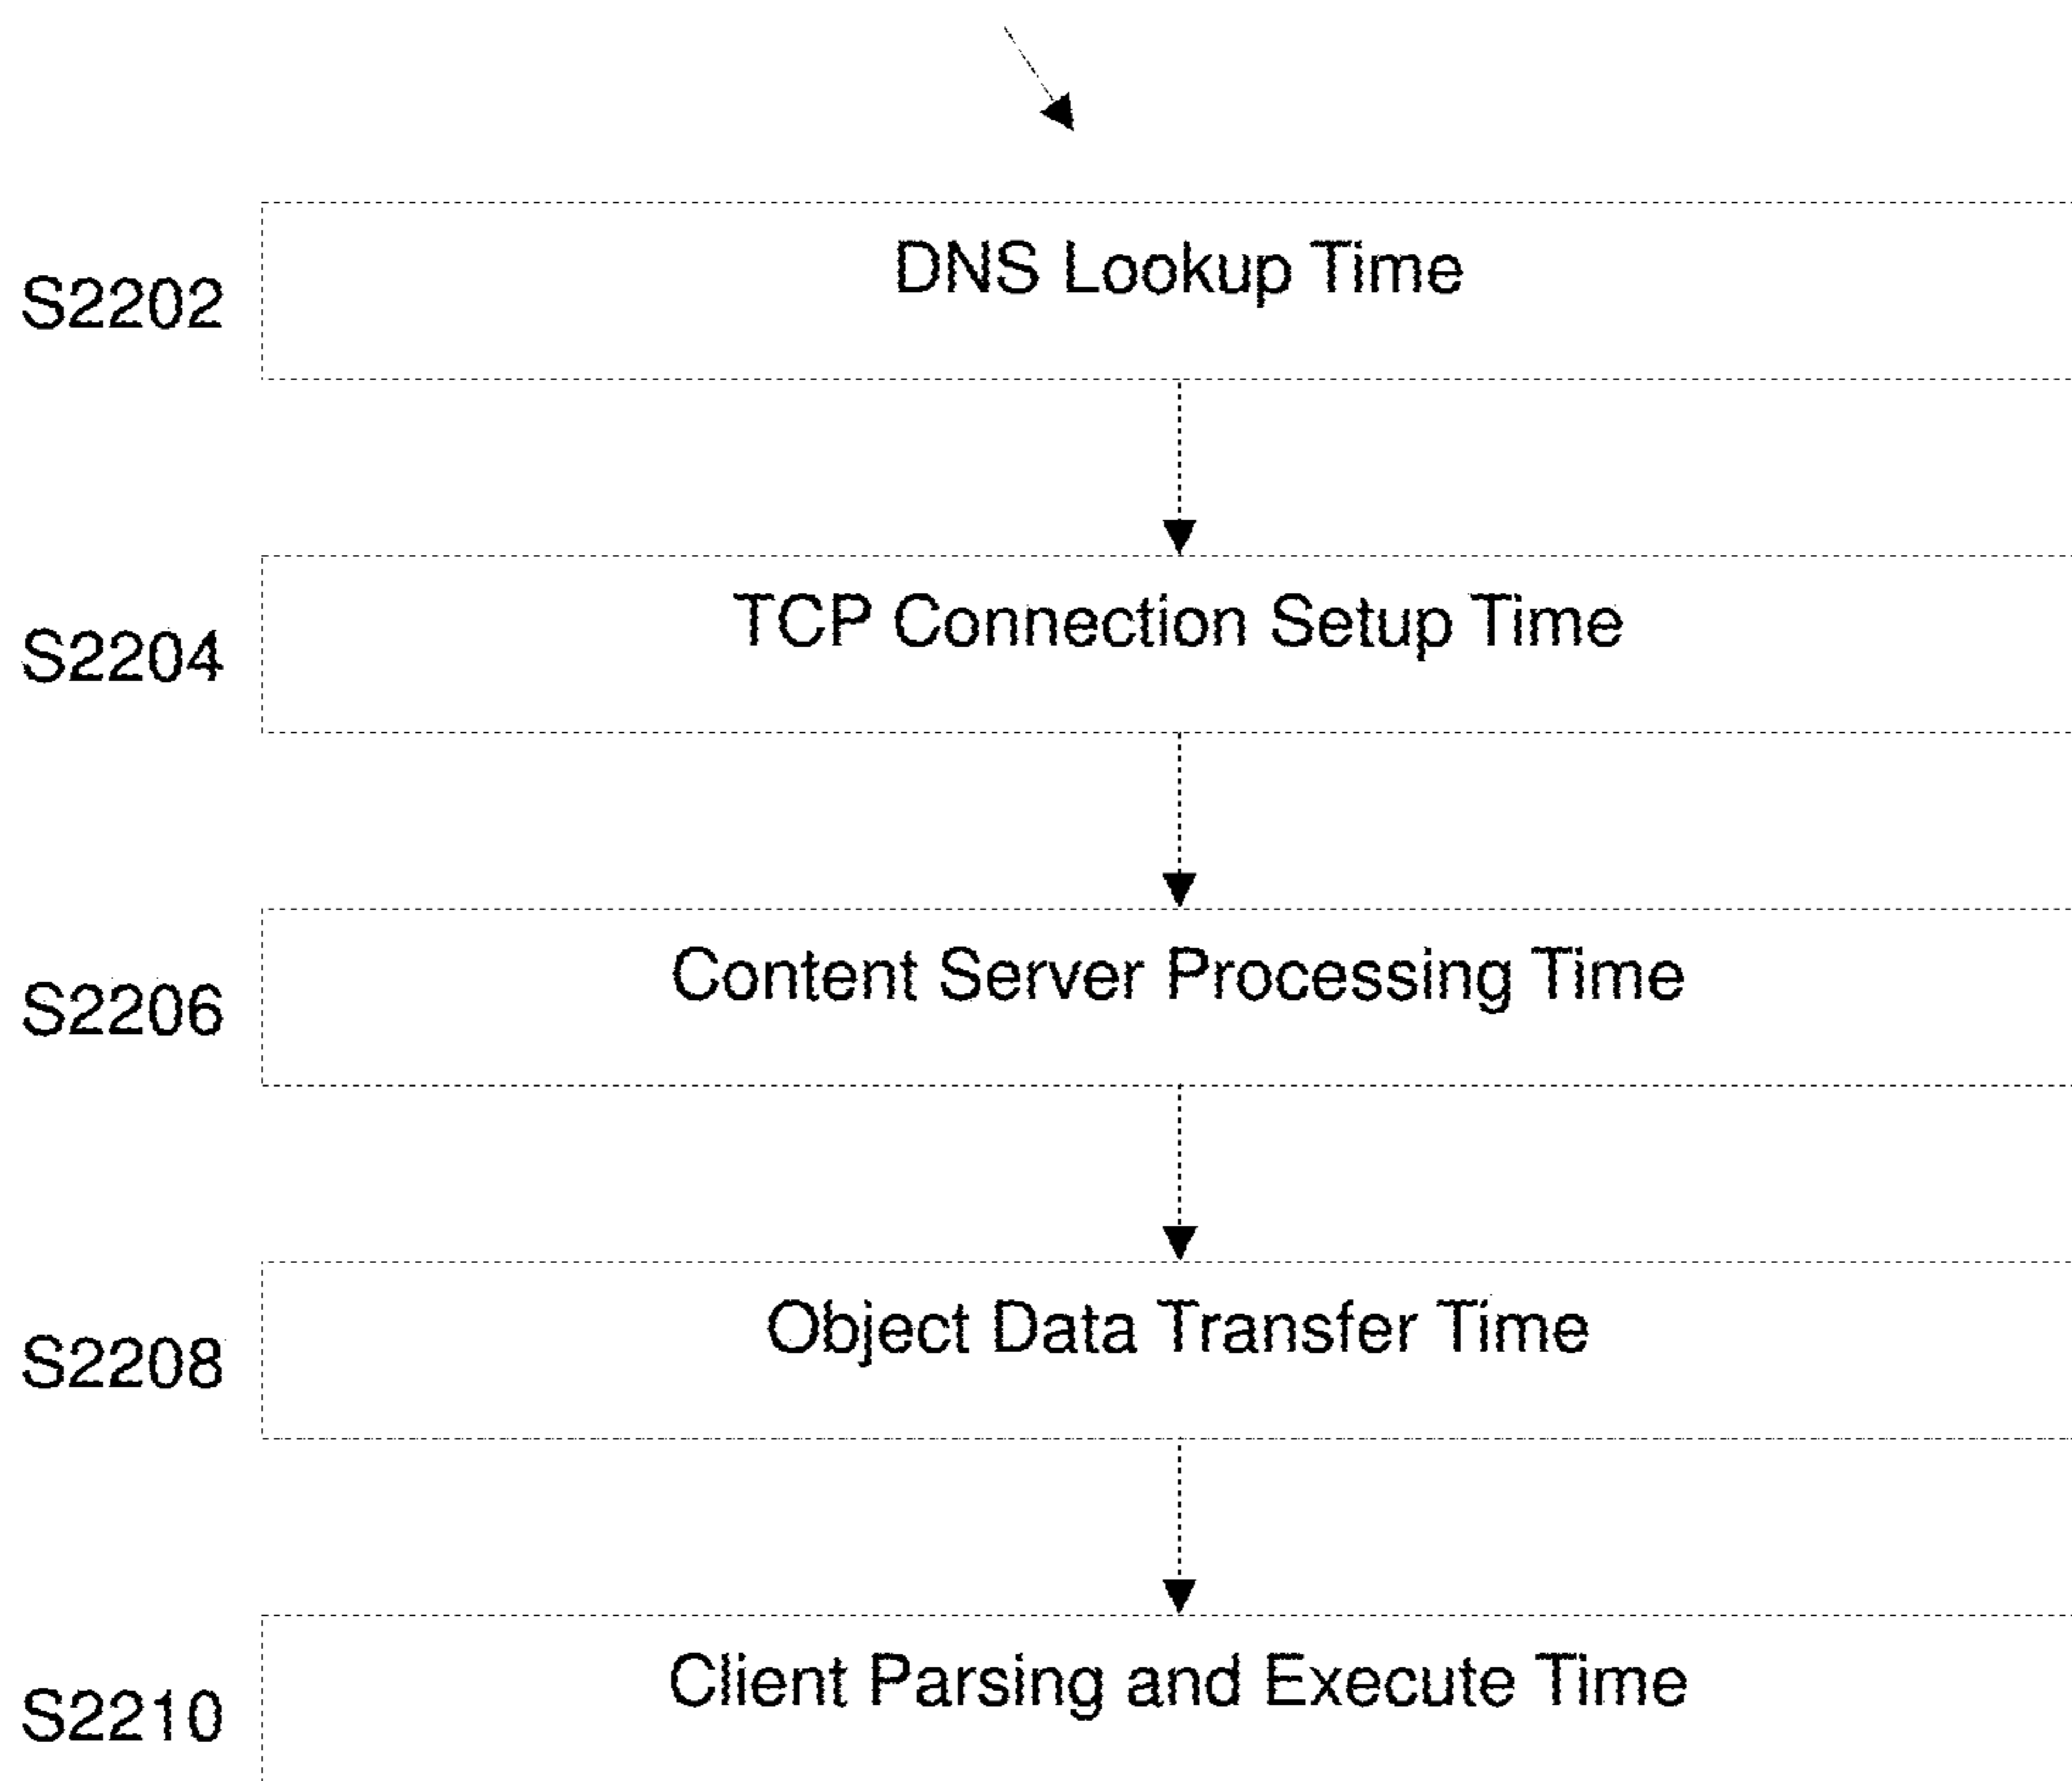 DNS Lookup Time
S2202
TCP Connection Setup Time
S2204
Content Server Processing Time
S2206
Object Data Transfer Time
S2208
Client Parsing and Execute Time
S2210